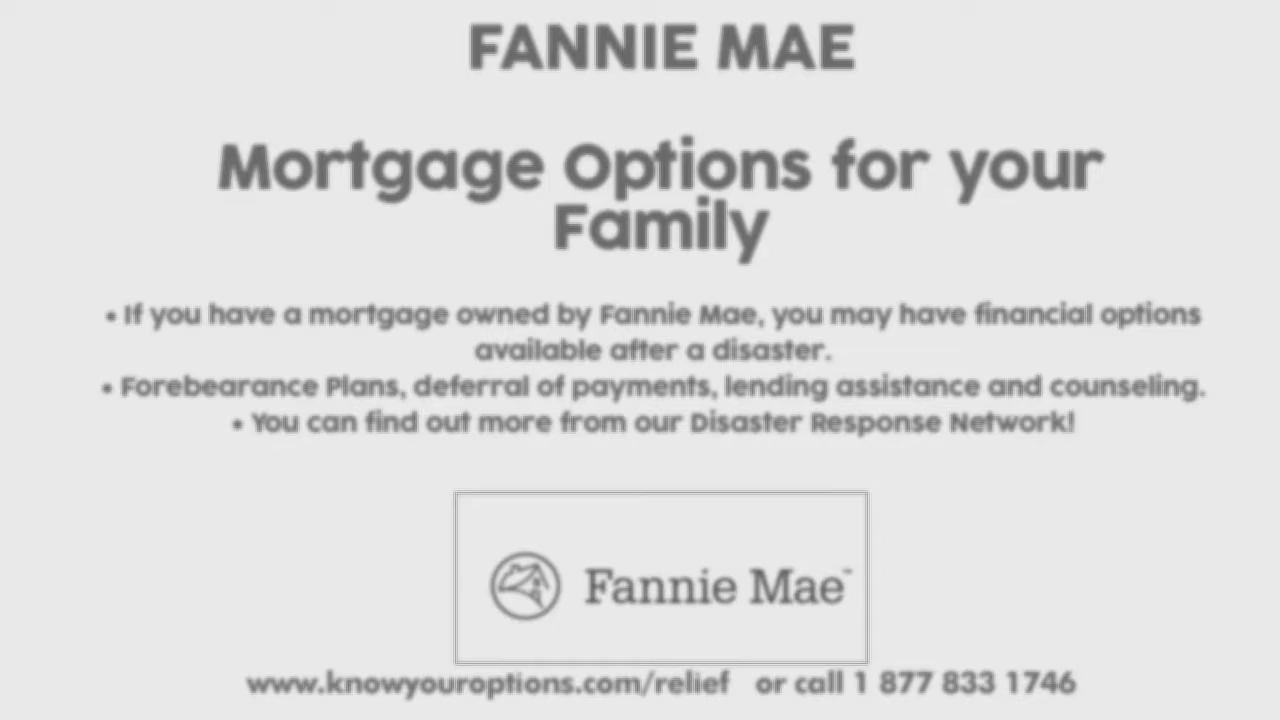 FANNIE MAE
Mortgage Options for your
Family
• If you have a mortgage owned by Fannie Mae, you may have financial options
available after a disaster.
• Forebearance Plans, deferral of payments, lending assistance and counseling.
• You can find out more from our Disaster Response Network!
Fannie Mae™
www.knowyouroptions.com/relief or call 1 877 833 1746